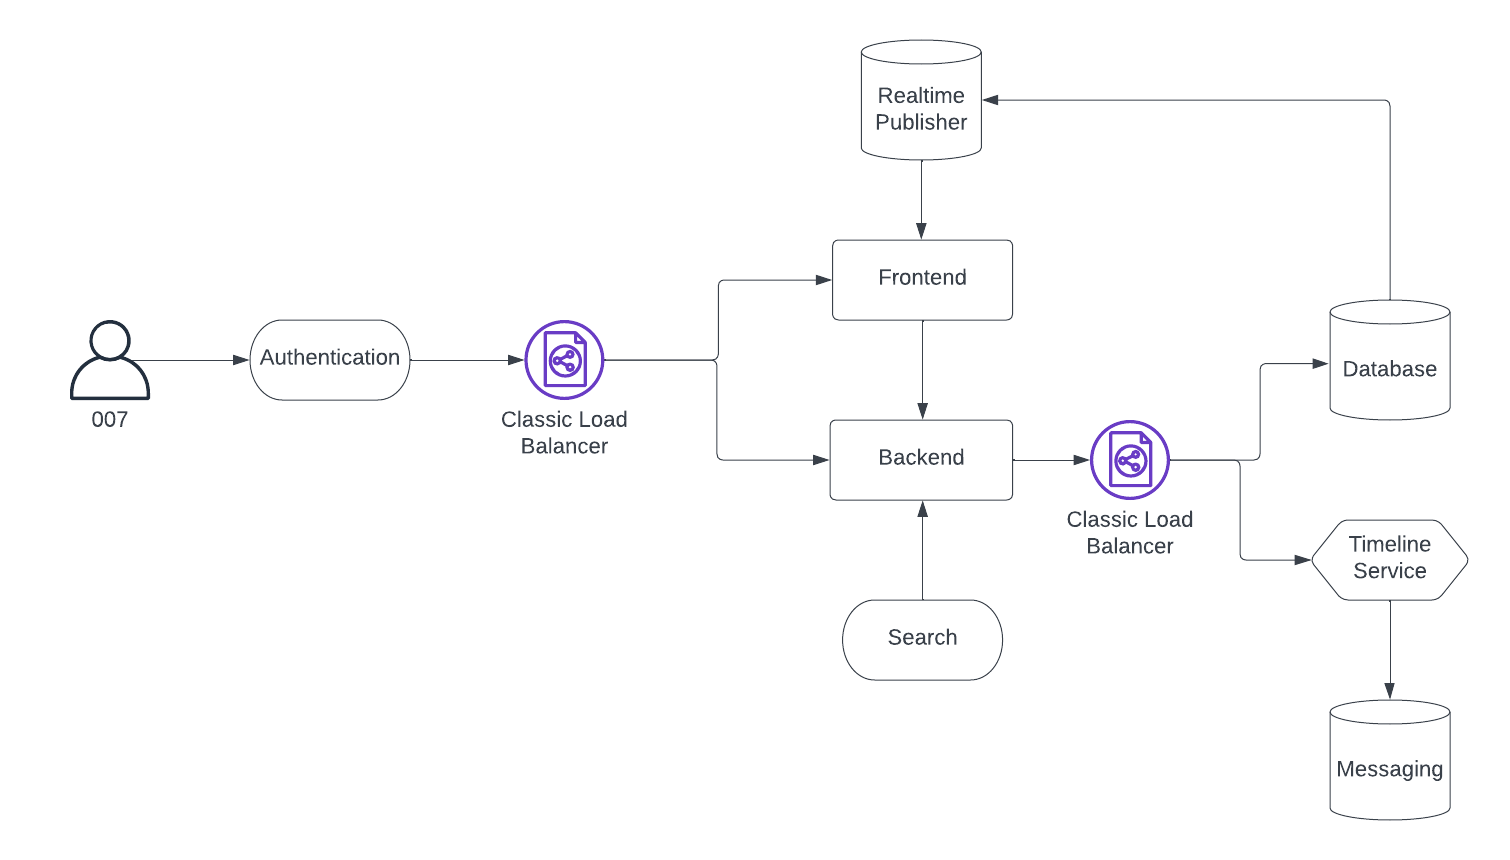 Realtime
Publisher
Frontend
007
Authentication
Classic Load
Balancer
Backend
Classic Load
Balancer
Database
Timeline
Service
Search
Messaging